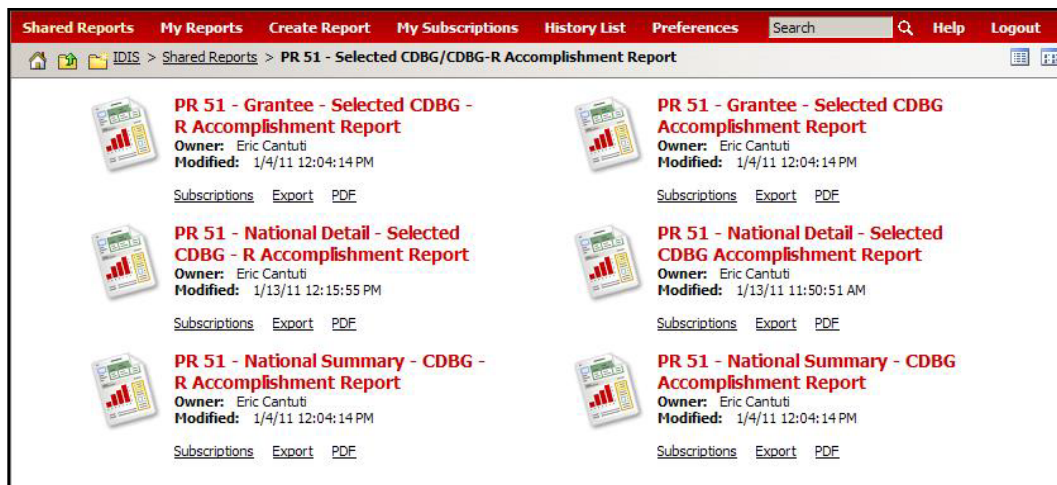 Shared Reports My Reports Create Report My Subscriptions History List Preferences Search Help Logout
IDIS > Shared Reports > PR 51 - Selected CDBG/CDBG-R Accomplishment Report
PR 51 - Grantee - Selected CDBG -
R Accomplishment Report
Owner: Eric Cantuti
Modified: 1/4/11 12:04:14 PM
Subscriptions Export PDF
PR 51 - Grantee - Selected CDBG
Accomplishment Report
Owner: Eric Cantuti
Modified: 1/4/11 12:04:14 PM
Subscriptions Export PDF
PR 51 - National Detail - Selected
CDBG - R Accomplishment Report
Owner: Eric Cantuti
Modified: 1/13/11 12:15:55 PM
Subscriptions Export PDF
PR 51 - National Detail - Selected
CDBG Accomplishment Report
Owner: Eric Cantuti
Modified: 1/13/11 11:50:51 AM
Subscriptions Export PDF
PR 51 - National Summary - CDBG -
R Accomplishment Report
Owner: Eric Cantuti
Modified: 1/4/11 12:04:14 PM
Subscriptions Export PDF
PR 51 - National Summary - CDBG
Accomplishment Report
Owner: Eric Cantuti
Modified: 1/4/11 12:04:14 PM
Subscriptions Export PDF